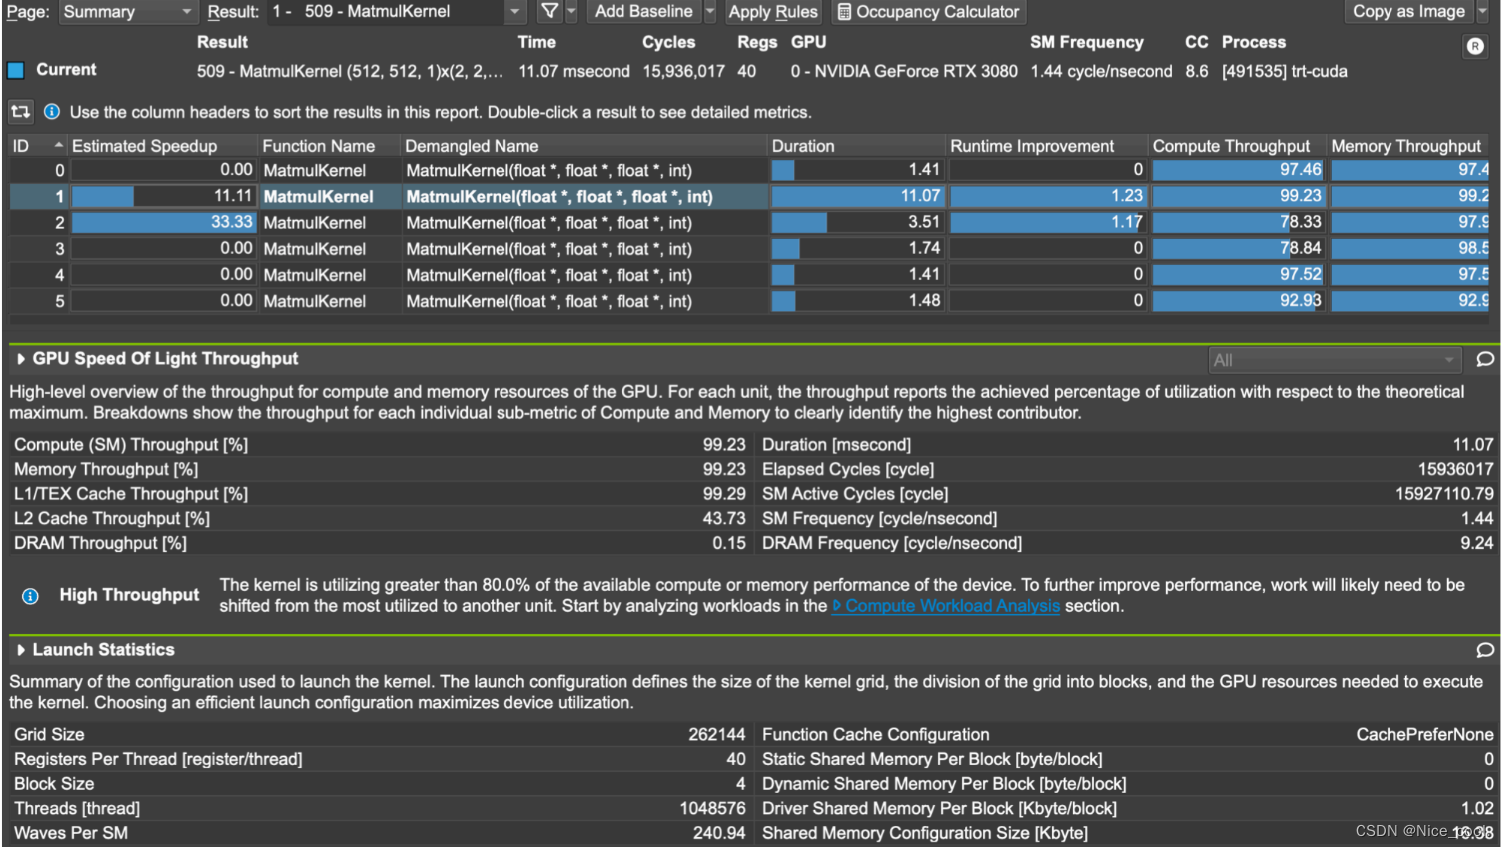 Page: Summary Result: 1 - 509 - MatmulKernel Add Baseline Apply Rules Occupancy Calculator Copy as Image
Result Time Cycles Regs GPU SM Frequency CC Process
Current 509 - MatmulKernel (512, 512, 1)x(2, 2,... 11.07 msecond 15,936,017 40 0 - NVIDIA GeForce RTX 3080 1.44 cycle/nsecond 8.6 [491535] trt-cuda
R
Use the column headers to sort the results in this report. Double-click a result to see detailed metrics.
ID Estimated Speedup Function Name Demangled Name Duration Runtime Improvement Compute Throughput Memory Throughput
0 0.00 MatmulKernel MatmulKernel(float *, float *, float *, int) 1.41 0 97.46 97.4
1 11.11 MatmulKernel MatmulKernel(float *, float *, float *, int) 11.07 1.23 99.23 99.2
2 33.33 MatmulKernel MatmulKernel(float *, float *, float *, int) 3.51 1.17 78.33 97.9
3 0.00 MatmulKernel MatmulKernel(float *, float *, float *, int) 1.74 0 78.84 98.5
4 0.00 MatmulKernel MatmulKernel(float *, float *, float *, int) 1.41 0 97.52 97.5
5 0.00 MatmulKernel MatmulKernel(float *, float *, float *, int) 1.48 0 92.93 92.9
GPU Speed Of Light Throughput All
High-level overview of the throughput for compute and memory resources of the GPU. For each unit, the throughput reports the achieved percentage of utilization with respect to the theoretical
maximum. Breakdowns show the throughput for each individual sub-metric of Compute and Memory to clearly identify the highest contributor.
Compute (SM) Throughput [%] 99.23 Duration [msecond] 11.07
Memory Throughput [%] 99.23 Elapsed Cycles [cycle] 15936017
L1/TEX Cache Throughput [%] 99.29 SM Active Cycles [cycle] 15927110.79
L2 Cache Throughput [%] 43.73 SM Frequency [cycle/nsecond] 1.44
DRAM Throughput [%] 0.15 DRAM Frequency [cycle/nsecond] 9.24
High Throughput The kernel is utilizing greater than 80.0% of the available compute or memory performance of the device. To further improve performance, work will likely need to be
shifted from the most utilized to another unit. Start by analyzing workloads in the Compute Workload Analysis section.
Launch Statistics
Summary of the configuration used to launch the kernel. The launch configuration defines the size of the kernel grid, the division of the grid into blocks, and the GPU resources needed to execute
the kernel. Choosing an efficient launch configuration maximizes device utilization.
Grid Size 262144 Function Cache Configuration CachePreferNone
Registers Per Thread [register/thread] 40 Static Shared Memory Per Block [byte/block] 0
Block Size 4 Dynamic Shared Memory Per Block [byte/block] 0
Threads [thread] 1048576 Driver Shared Memory Per Block [Kbyte/block] 1.02
Waves Per SM 240.94 Shared Memory Configuration Size [Kbyte] 16.38
CSDN